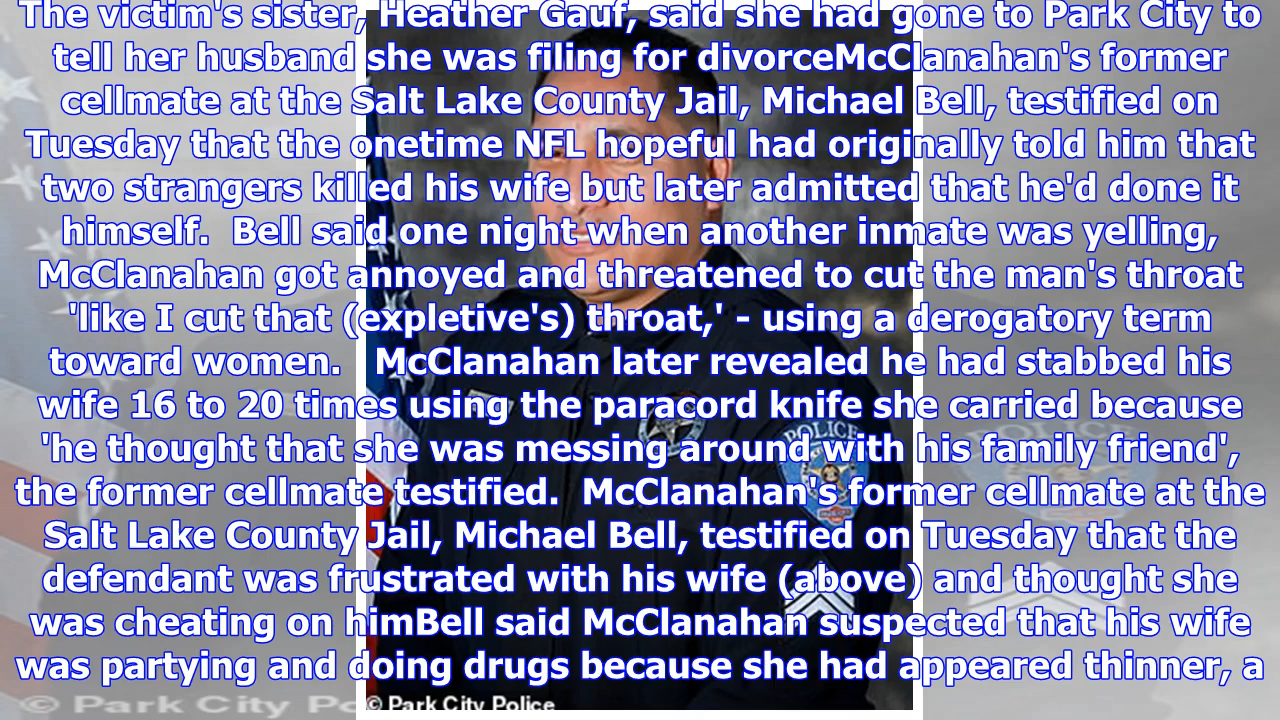 The victim's sister, Heather Gauf, said she had gone to Park City to
tell her husband she was filing for divorceMcClanahan's former
cellmate at the Salt Lake County Jail, Michael Bell, testified on
Tuesday that the onetime NFL hopeful had originally told him that
two strangers killed his wife but later admitted that he'd done it
himself.  Bell said one night when another inmate was yelling,
McClanahan got annoyed and threatened to cut the man's throat
'like I cut that (expletive's) throat,' - using a derogatory term
toward women.   McClanahan later revealed he had stabbed his
wife 16 to 20 times using the paracord knife she carried because
'he thought that she was messing around with his family friend',
the former cellmate testified.  McClanahan's former cellmate at the
Salt Lake County Jail, Michael Bell, testified on Tuesday that the
defendant was frustrated with his wife (above) and thought she
was cheating on himBell said McClanahan suspected that his wife
was partying and doing drugs because she had appeared thinner, a
POLICE
POLICE
© Park City Po
© Park City Police